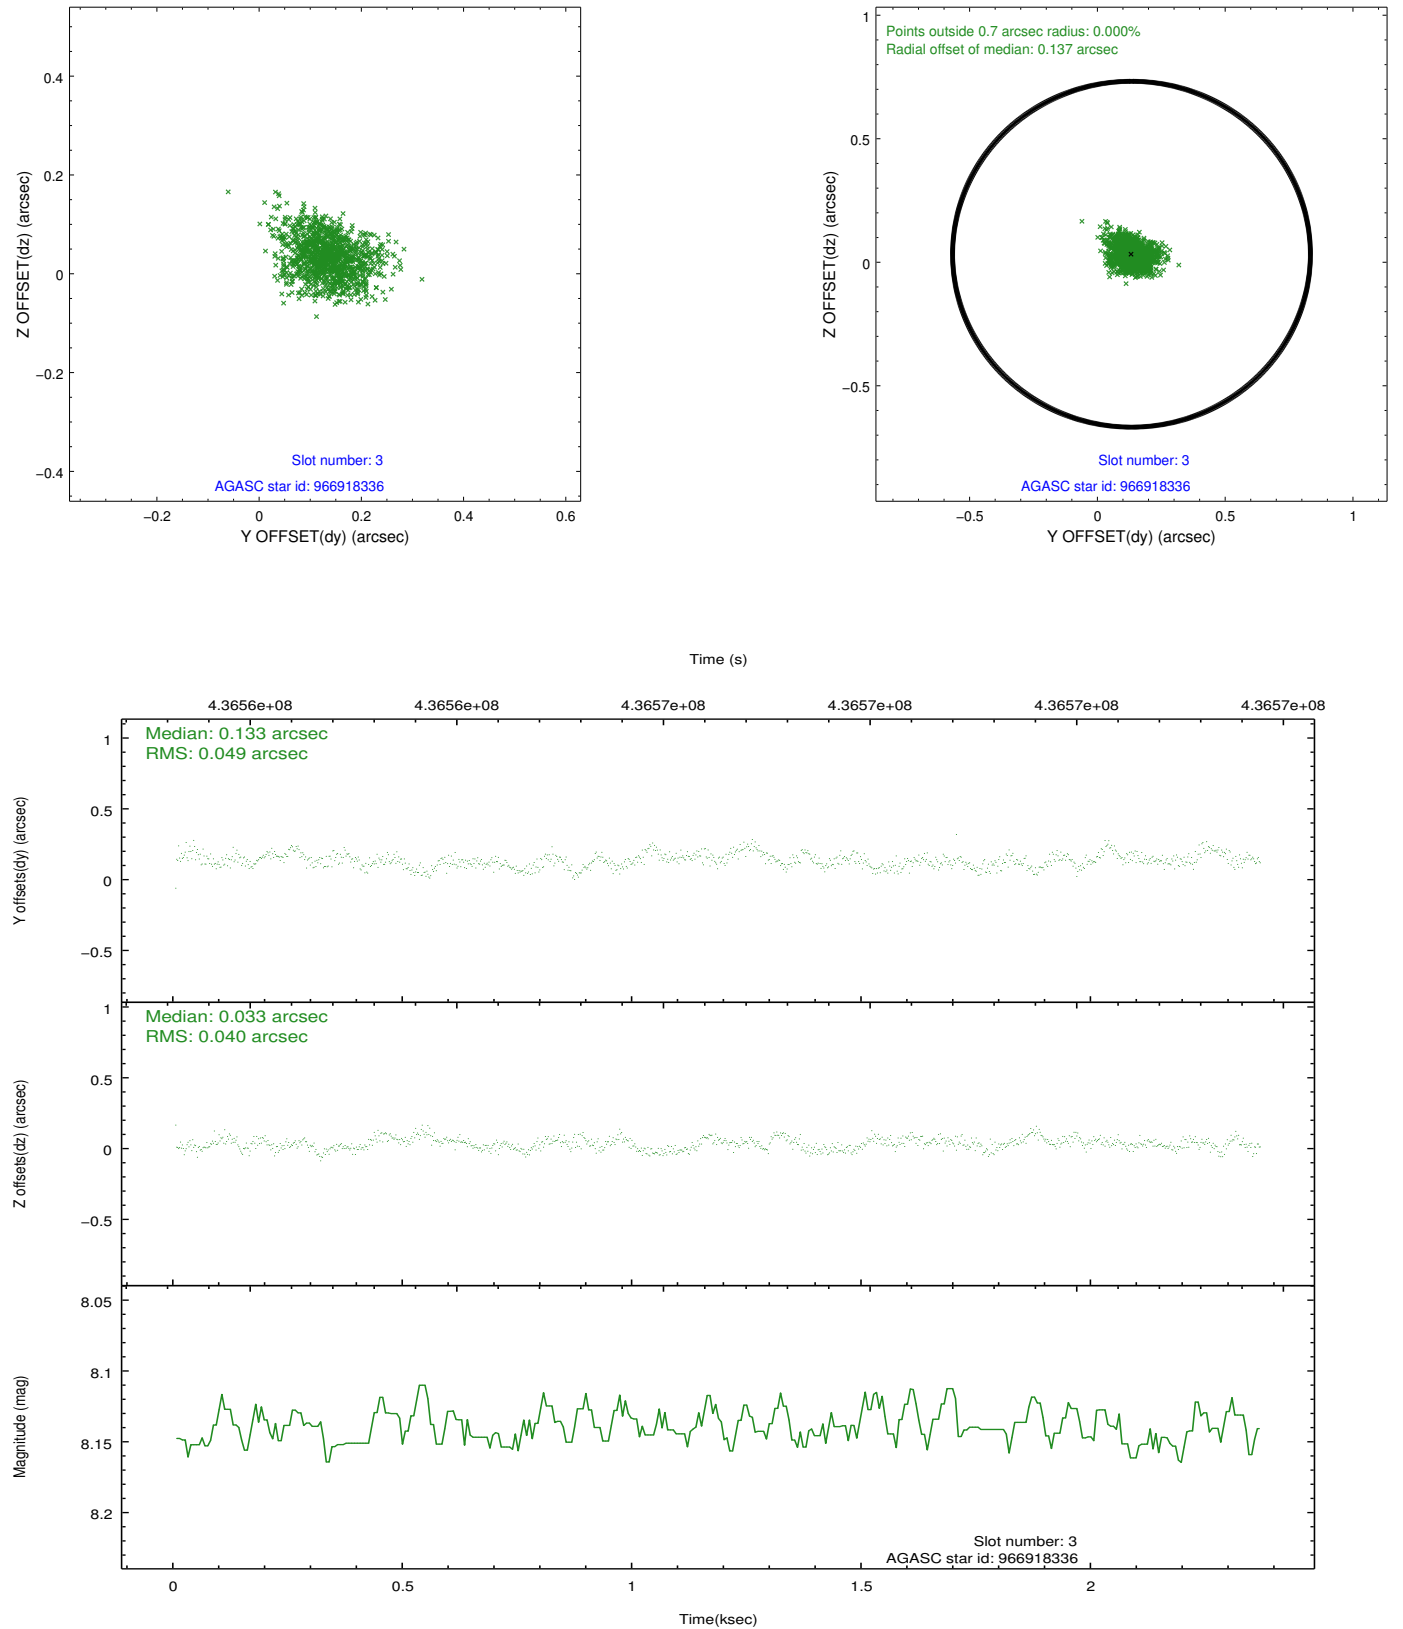 0.4
0.2
0
−0.2
−0.4
Z OFFSET(dz) (arcsec)
Slot number: 3
AGASC star id: 966918336
−0.2 0 0.2 0.4 0.6
Y OFFSET(dy) (arcsec)
Points outside 0.7 arcsec radius: 0.000%
Radial offset of median: 0.137 arcsec
1
0.5
0
−0.5
Z OFFSET(dz) (arcsec)
Slot number: 3
AGASC star id: 966918336
−0.5 0 0.5 1
Y OFFSET(dy) (arcsec)
Time (s)
4.3656e+08 4.3656e+08 4.3657e+08 4.3657e+08 4.3657e+08 4.3657e+08
Median: 0.133 arcsec
RMS: 0.049 arcsec
1
0.5
0
−0.5
Y offsets(dy) (arcsec)
Median: 0.033 arcsec
RMS: 0.040 arcsec
1
0.5
0
−0.5
Z offsets(dz) (arcsec)
8.05
8.1
8.15
8.2
Magnitude (mag)
Slot number: 3
AGASC star id: 966918336
0 0.5 1 1.5 2
Time(ksec)